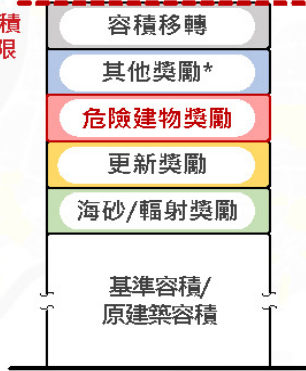 積
限
容積移轉
其他獎勵*
危險建物獎勵
更新獎勵
海砂/輻射獎勵
基準容積/
原建築容積